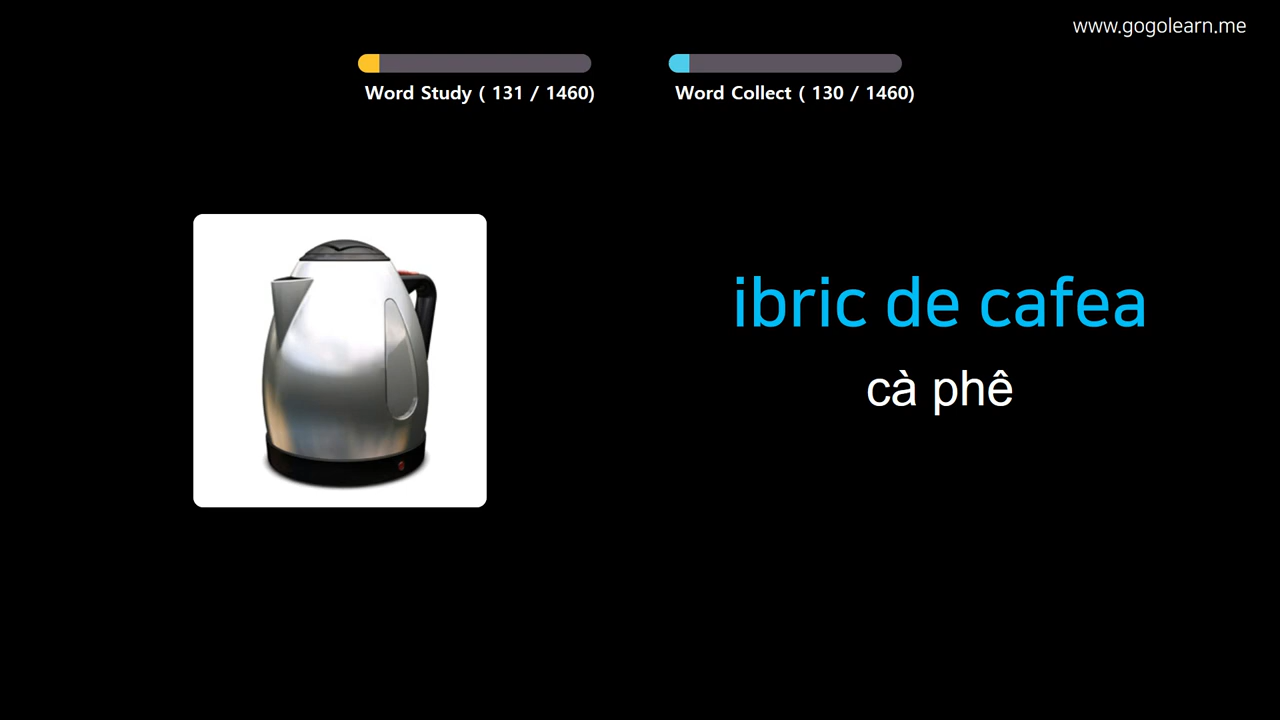 www.gogolearn.me
Word Study ( 131 / 1460)
Word Collect ( 130 / 1460)
ibric de cafea
cà phê